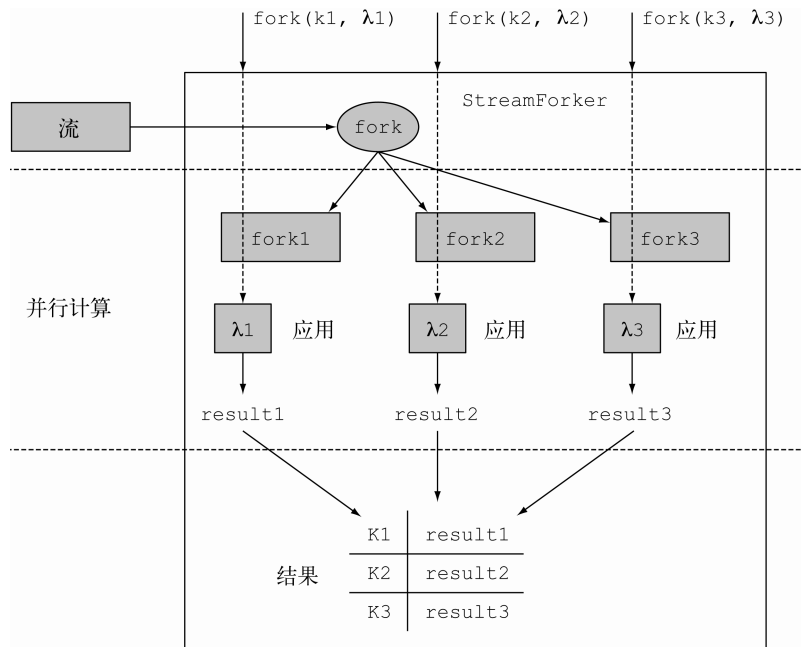 fork(k1, λ1) fork(k2, λ2) fork(k3, λ3)
StreamForker
流 fork
fork1 fork2 fork3
并行计算
λ1 应用 λ2 应用 λ3 应用
result1 result2 result3
K1 result1
结果 K2 result2
K3 result3